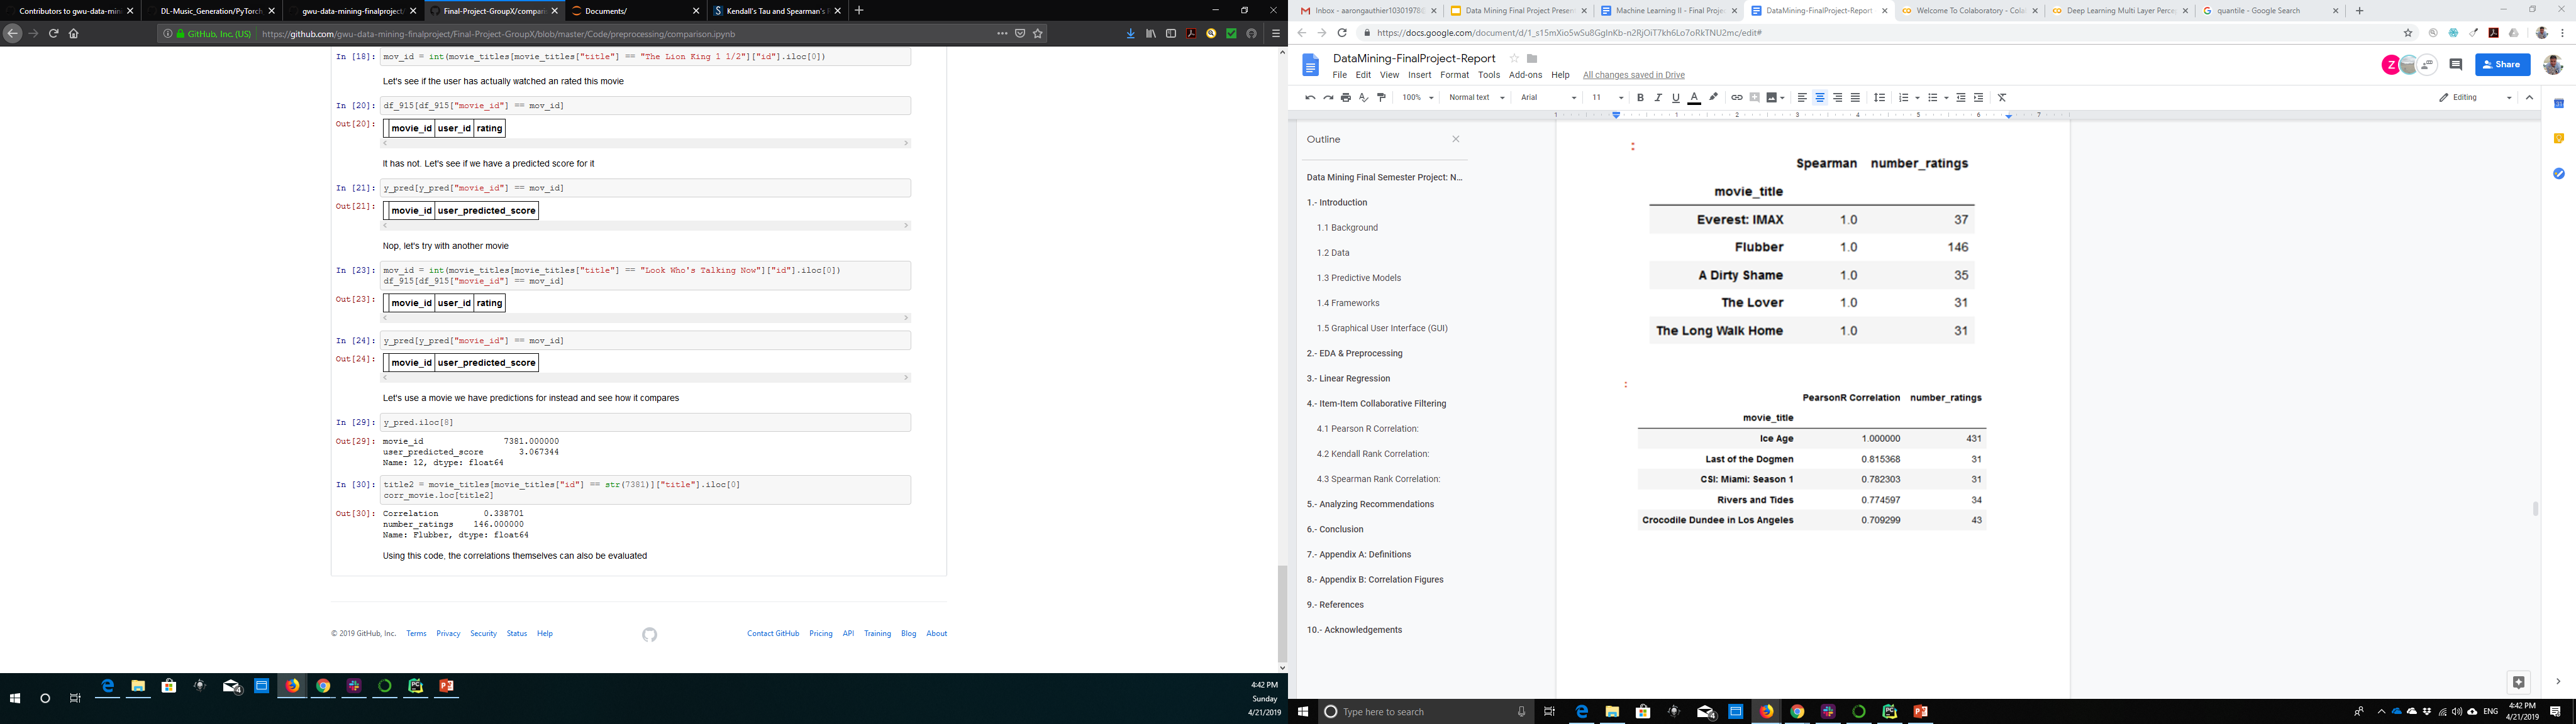 Contributors to gwu-data-min
DL-Music_Generation/PyTorch
gwu-data-mining-finalproject/
Final-Project-GroupX/compari
Documents/
Kendall's Tau and Spearman's
GitHub, Inc. (US)
https://github.com/gwu-data-mining-finalproject/Final-Project-GroupX/blob/master/Code/preprocessing/comparison.ipynb
In [18]: mov_id = int(movie_titles[movie_titles["title"] == "The Lion King 1 1/2"]["id"].iloc[0])
Let's see if the user has actually watched an rated this movie
In [20]: df_915[df_915["movie_id"] == mov_id]
Out[20]: movie_id user_id rating
It has not. Let's see if we have a predicted score for it
In [21]: y_pred[y_pred["movie_id"] == mov_id]
Out[21]: movie_id user_predicted_score
Nop, let's try with another movie
In [23]: mov_id = int(movie_titles[movie_titles["title"] == "Look Who's Talking Now"]["id"].iloc[0])
df_915[df_915["movie_id"] == mov_id]
Out[23]: movie_id user_id rating
In [24]: y_pred[y_pred["movie_id"] == mov_id]
Out[24]: movie_id user_predicted_score
Let's use a movie we have predictions for instead and see how it compares
In [29]: y_pred.iloc[8]
Out[29]: movie_id 7381.000000
user_predicted_score 3.067344
Name: 12, dtype: float64
In [30]: title2 = movie_titles[movie_titles["id"] == str(7381)]["title"].iloc[0]
corr_movie.loc[title2]
Out[30]: Correlation 0.338701
number_ratings 146.000000
Name: Flubber, dtype: float64
Using this code, the correlations themselves can also be evaluated
© 2019 GitHub, Inc. Terms Privacy Security Status Help
Contact GitHub Pricing API Training Blog About
4:42 PM
Sunday
4/21/2019
Inbox - aarongauthier10301978@
Data Mining Final Project Presen
Machine Learning II - Final Proje
DataMining-FinalProject-Report
Welcome To Colaboratory - Cola
Deep Learning Multi Layer Perce
quantile - Google Search
https://docs.google.com/document/d/1_s15mXio5wSu8GgInKb-n2RjOiT7kh6Lo7oRkTNU2mc/edit#
DataMining-FinalProject-Report
File Edit View Insert Format Tools Add-ons Help All changes saved in Drive
Z
Share
100% Normal text Arial 11 B I U A Editing
1 1 2 3 4 5 6 7
Outline
Data Mining Final Semester Project: N...
1.- Introduction
1.1 Background
1.2 Data
1.3 Predictive Models
1.4 Frameworks
1.5 Graphical User Interface (GUI)
2.- EDA & Preprocessing
3.- Linear Regression
4.- Item-Item Collaborative Filtering
4.1 Pearson R Correlation:
4.2 Kendall Rank Correlation:
4.3 Spearman Rank Correlation:
5.- Analyzing Recommendations
6.- Conclusion
7.- Appendix A: Definitions
8.- Appendix B: Correlation Figures
9.- References
10.- Acknowledgements
:
Spearman number_ratings
movie_title
Everest: IMAX 1.0 37
Flubber 1.0 146
A Dirty Shame 1.0 35
The Lover 1.0 31
The Long Walk Home 1.0 31
:
PearsonR Correlation number_ratings
movie_title
Ice Age 1.000000 431
Last of the Dogmen 0.815368 31
CSI: Miami: Season 1 0.782303 31
Rivers and Tides 0.774597 34
Crocodile Dundee in Los Angeles 0.709299 43
Type here to search
ENG
4:42 PM
4/21/2019